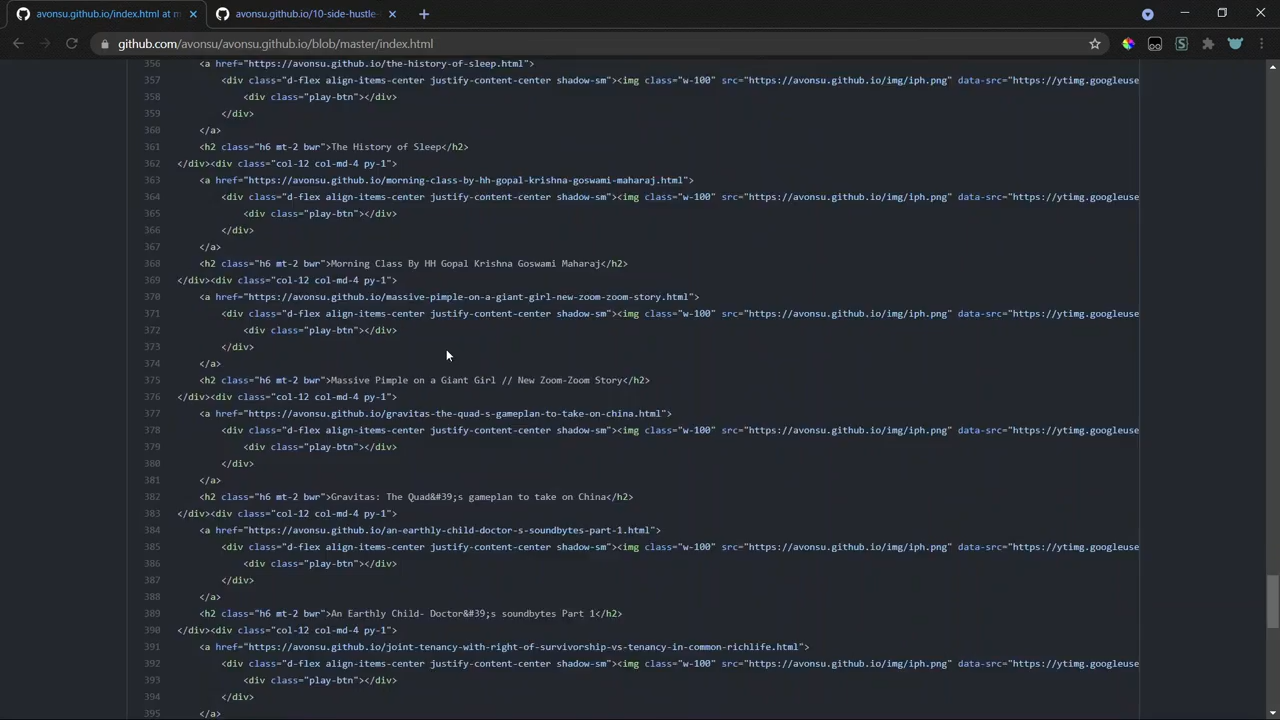 avonsu.github.io/index.html at m
avonsu.github.io/10-side-hustle-
github.com/avonsu/avonsu.github.io/blob/master/index.html
356 <a href="https://avonsu.github.io/the-history-of-sleep.html">
357 <div class="d-flex align-items-center justify-content-center shadow-sm"><img class="w-100" src="https://avonsu.github.io/img/iph.png" data-src="https://ytimg.googleuse
358 <div class="play-btn"></div>
359 </div>
360 </a>
361 <h2 class="h6 mt-2 bwr">The History of Sleep</h2>
362 </div><div class="col-12 col-md-4 py-1">
363 <a href="https://avonsu.github.io/morning-class-by-hh-gopal-krishna-goswami-maharaj.html">
364 <div class="d-flex align-items-center justify-content-center shadow-sm"><img class="w-100" src="https://avonsu.github.io/img/iph.png" data-src="https://ytimg.googleuse
365 <div class="play-btn"></div>
366 </div>
367 </a>
368 <h2 class="h6 mt-2 bwr">Morning Class By HH Gopal Krishna Goswami Maharaj</h2>
369 </div><div class="col-12 col-md-4 py-1">
370 <a href="https://avonsu.github.io/massive-pimple-on-a-giant-girl-new-zoom-zoom-story.html">
371 <div class="d-flex align-items-center justify-content-center shadow-sm"><img class="w-100" src="https://avonsu.github.io/img/iph.png" data-src="https://ytimg.googleuse
372 <div class="play-btn"></div>
373 </div>
374 </a>
375 <h2 class="h6 mt-2 bwr">Massive Pimple on a Giant Girl // New Zoom-Zoom Story</h2>
376 </div><div class="col-12 col-md-4 py-1">
377 <a href="https://avonsu.github.io/gravitas-the-quad-s-gameplan-to-take-on-china.html">
378 <div class="d-flex align-items-center justify-content-center shadow-sm"><img class="w-100" src="https://avonsu.github.io/img/iph.png" data-src="https://ytimg.googleuse
379 <div class="play-btn"></div>
380 </div>
381 </a>
382 <h2 class="h6 mt-2 bwr">Gravitas: The Quad&#39;s gameplan to take on China</h2>
383 </div><div class="col-12 col-md-4 py-1">
384 <a href="https://avonsu.github.io/an-earthly-child-doctor-s-soundbytes-part-1.html">
385 <div class="d-flex align-items-center justify-content-center shadow-sm"><img class="w-100" src="https://avonsu.github.io/img/iph.png" data-src="https://ytimg.googleuse
386 <div class="play-btn"></div>
387 </div>
388 </a>
389 <h2 class="h6 mt-2 bwr">An Earthly Child- Doctor&#39;s soundbytes Part 1</h2>
390 </div><div class="col-12 col-md-4 py-1">
391 <a href="https://avonsu.github.io/joint-tenancy-with-right-of-survivorship-vs-tenancy-in-common-richlife.html">
392 <div class="d-flex align-items-center justify-content-center shadow-sm"><img class="w-100" src="https://avonsu.github.io/img/iph.png" data-src="https://ytimg.googleuse
393 <div class="play-btn"></div>
394 </div>
395 </a>